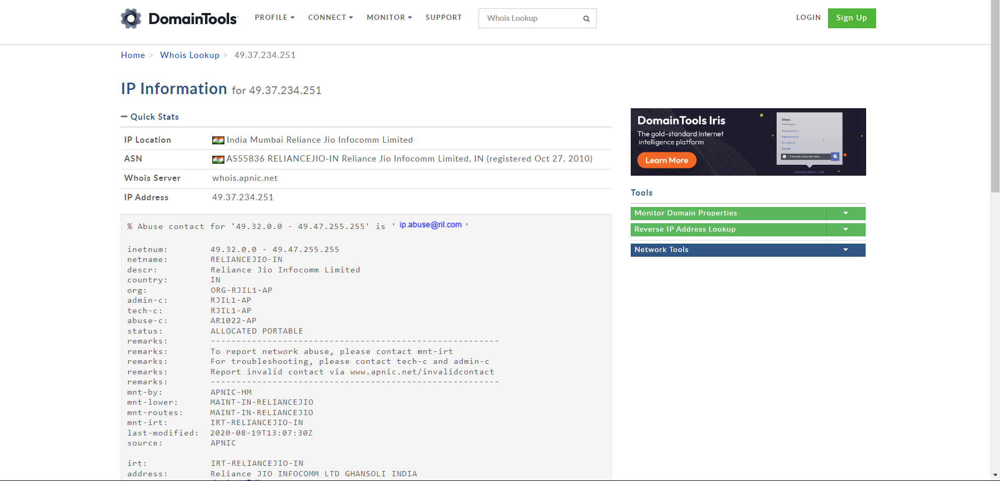 DomainTools PROFILE CONNECT MONITOR SUPPORT Whois Lookup LOGIN Sign Up
Home > Whois Lookup > 49.37.234.251
IP Information for 49.37.234.251
Quick Stats
IP Location India Mumbai Reliance Jio Infocomm Limited
ASN AS55836 RELIANCEJIO-IN Reliance Jio Infocomm Limited, IN (registered Oct 27, 2010)
Whois Server whois.apnic.net
IP Address 49.37.234.251
% Abuse contact for '49.32.0.0 - 49.47.255.255' is ' ip.abuse@ril.com '
inetnum: 49.32.0.0 - 49.47.255.255
netname: RELIANCEJIO-IN
descr: Reliance Jio Infocomm Limited
country: IN
org: ORG-RJIL1-AP
admin-c: RJIL1-AP
tech-c: RJIL1-AP
abuse-c: AR1022-AP
status: ALLOCATED PORTABLE
remarks: --------------------------------------------------------
remarks: To report network abuse, please contact mnt-irt
remarks: For troubleshooting, please contact tech-c and admin-c
remarks: Report invalid contact via www.apnic.net/invalidcontact
remarks: --------------------------------------------------------
mnt-by: APNIC-HM
mnt-lower: MAINT-IN-RELIANCEJIO
mnt-routes: MAINT-IN-RELIANCEJIO
mnt-irt: IRT-RELIANCEJIO-IN
last-modified: 2020-08-19T13:07:30Z
source: APNIC
irt: IRT-RELIANCEJIO-IN
address: Reliance JIO INFOCOMM LTD GHANSOLI INDIA
DomainTools Iris
The gold-standard Internet
intelligence platform
Learn More
Filters
Narrow Search
Expand Search
New Search
Exclude
Tools
Monitor Domain Properties
Reverse IP Address Lookup
Network Tools